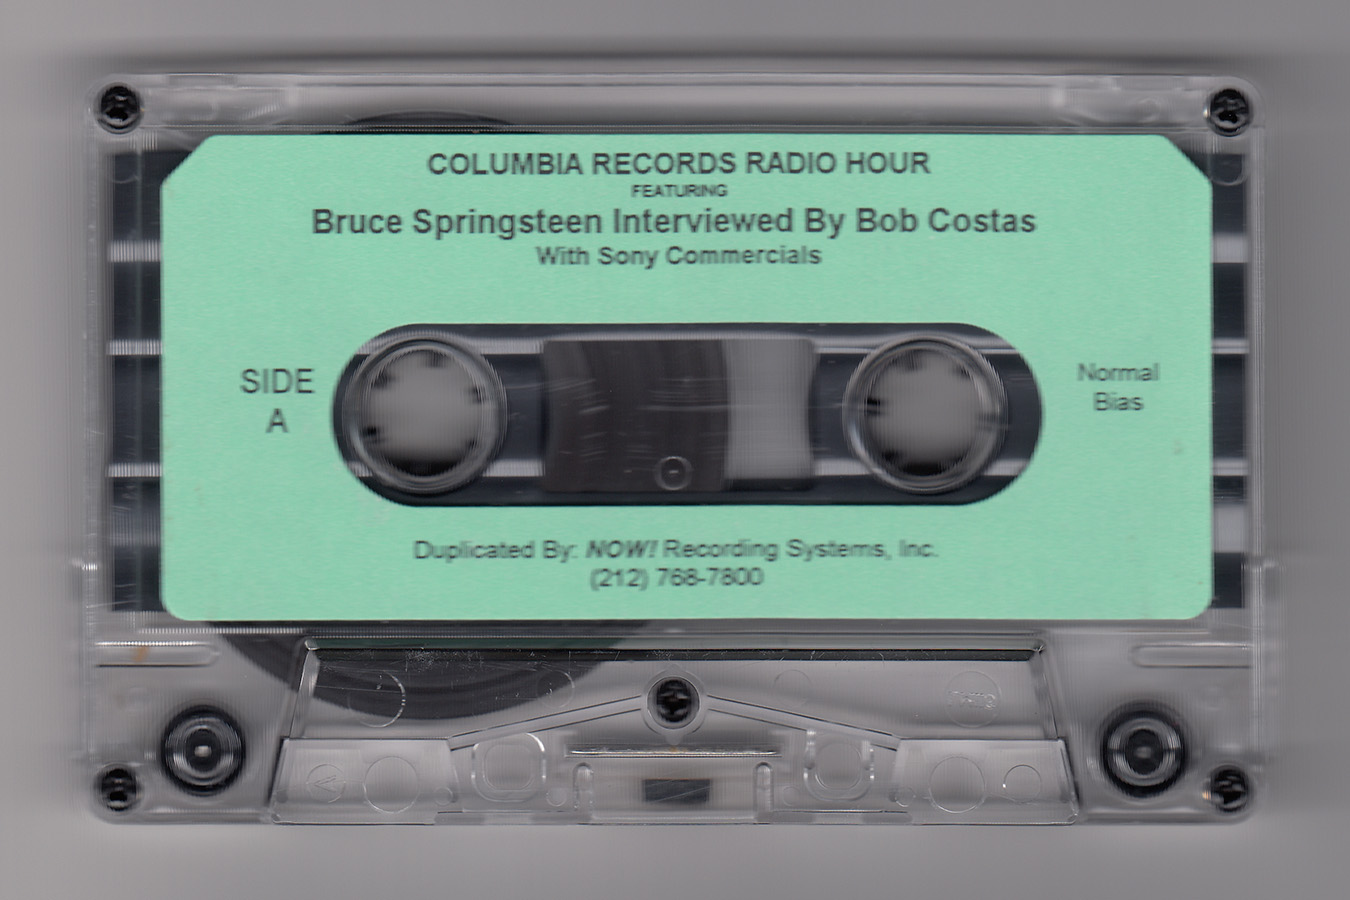 COLUMBIA RECORDS RADIO HOUR
FEATURING
Bruce Springsteen Interviewed By Bob Costas
With Sony Commercials
SIDE
A
Normal
Bias
Duplicated By: NOW! Recording Systems, Inc.
(212) 768-7800